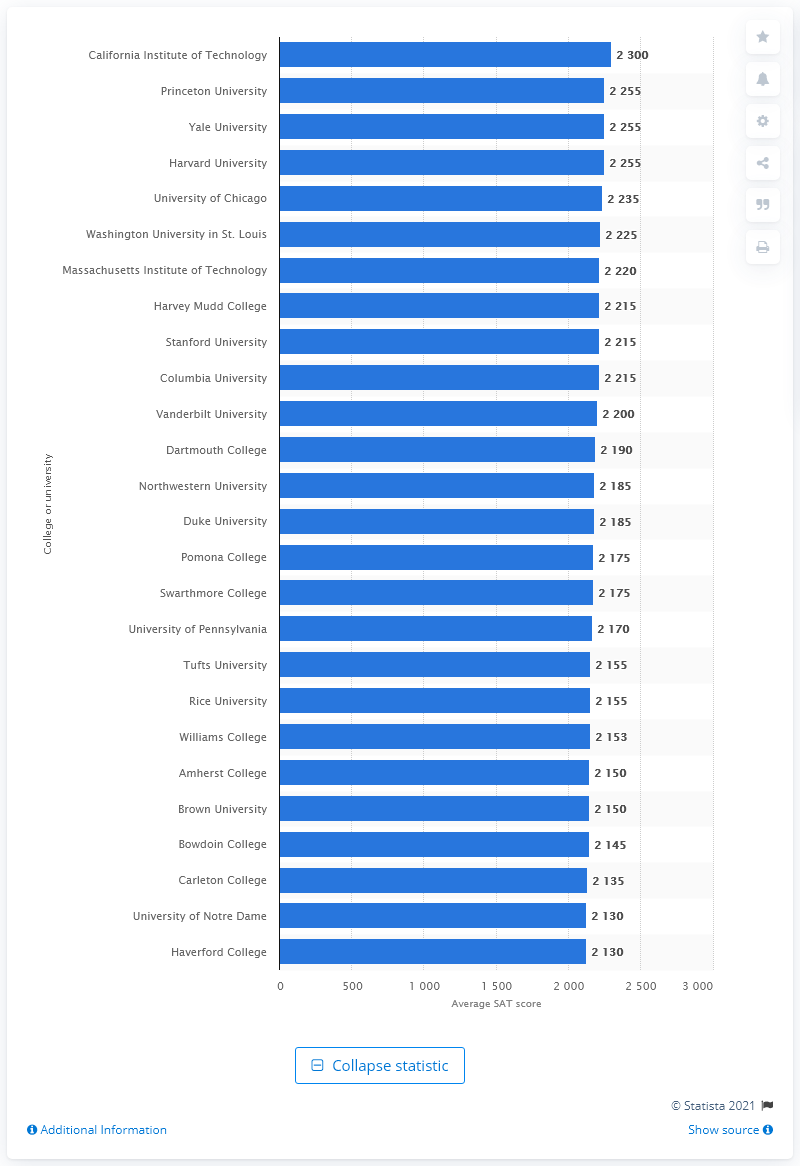 California Institute of Technology 2 300
Princeton University 2 255
Yale University 2 255
Harvard University 2 255
University of Chicago 2 235
Washington University in St. Louis 2 225
Massachusetts Institute of Technology 2 220
Harvey Mudd College 2 215
Stanford University 2 215
Columbia University 2 215
Vanderbilt University 2 200
Dartmouth College 2 190
Northwestern University 2 185
Duke University 2 185
Pomona College 2 175
Swarthmore College 2 175
University of Pennsylvania 2 170
Tufts University 2 155
Rice University 2 155
Williams College 2 153
Amherst College 2 150
Brown University 2 150
Bowdoin College 2 145
Carleton College 2 135
University of Notre Dame 2 130
Haverford College 2 130
College or university
0 500 1 000 1 500 2 000 2 500 3 000
Average SAT score
Collapse statistic
© Statista 2021
Additional Information
Show source